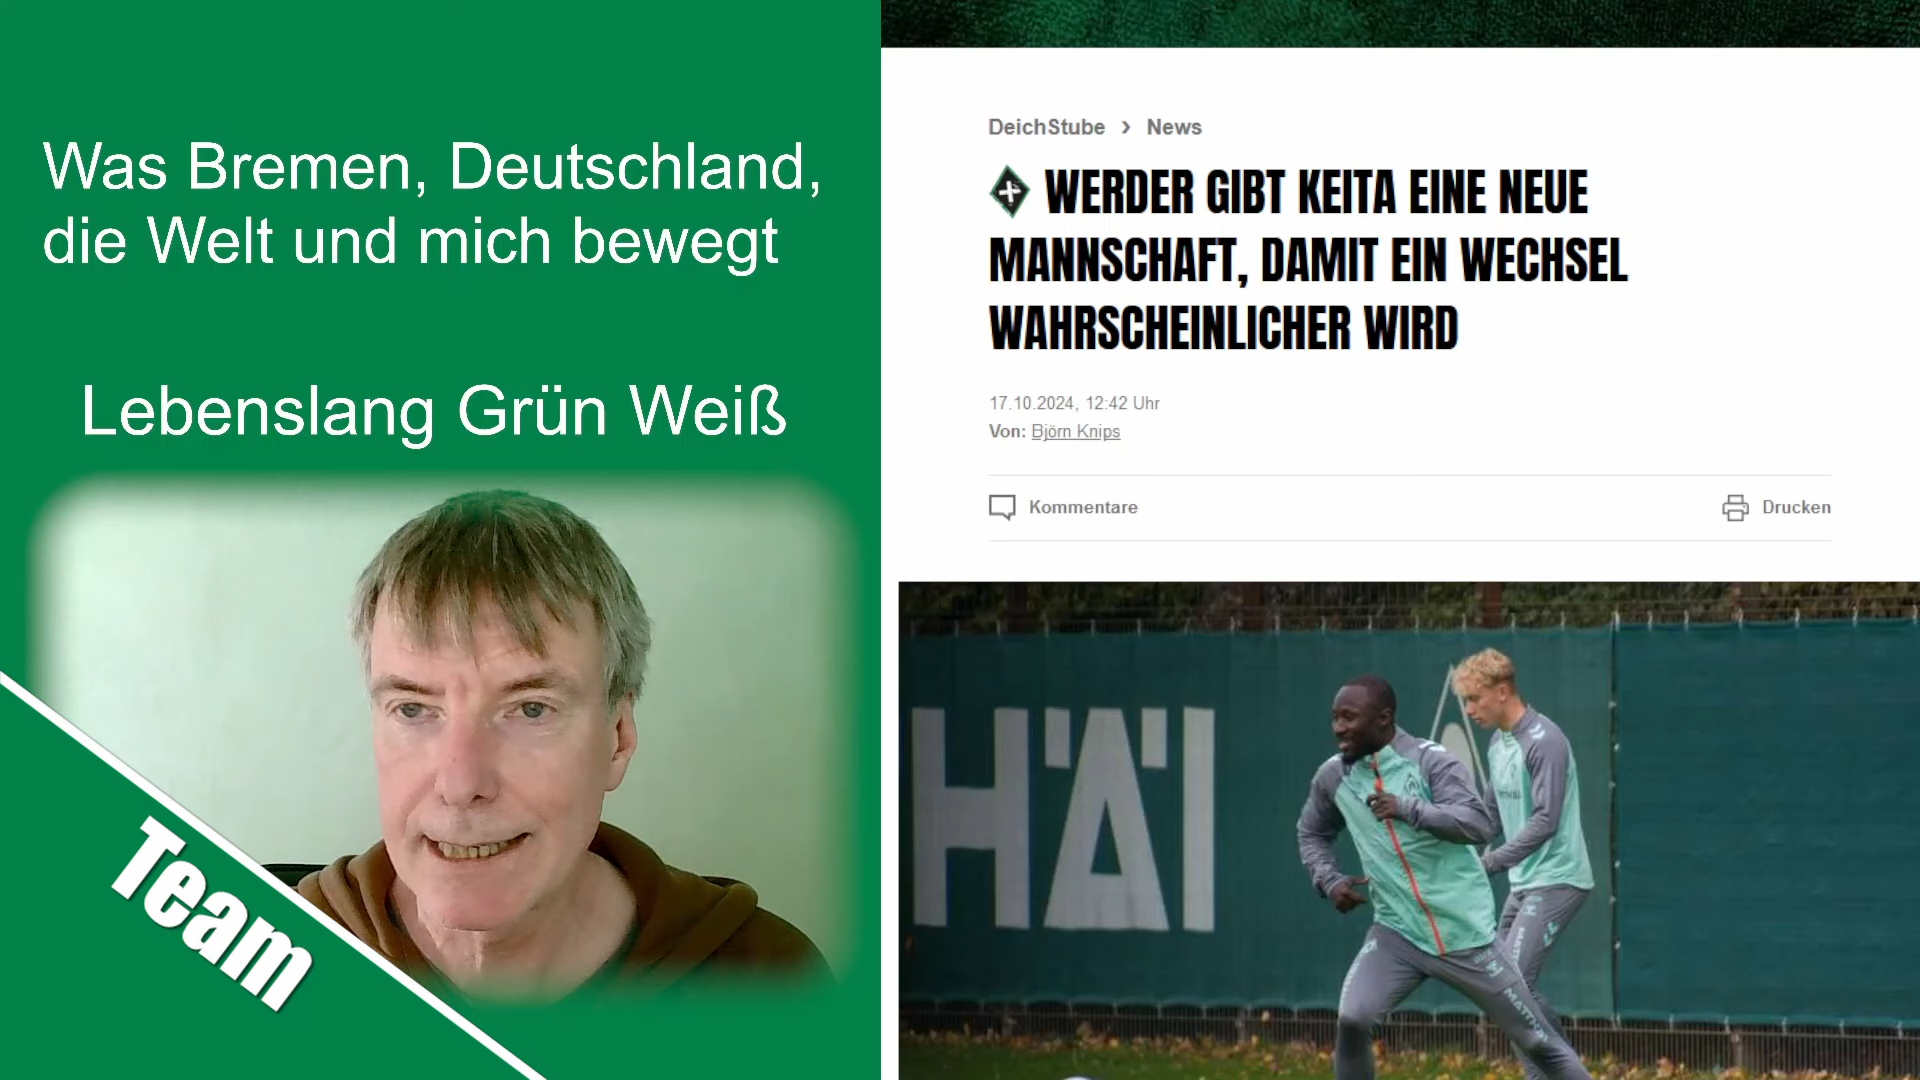 Was Bremen, Deutschland,
die Welt und mich bewegt
Lebenslang Grün Weiß
Team
DeichStube › News
WERDER GIBT KEITA EINE NEUE
MANNSCHAFT, DAMIT EIN WECHSEL
WAHRSCHEINLICHER WIRD
17.10.2024, 12:42 Uhr
Von: Björn Knips
Kommentare
Drucken
HÄI